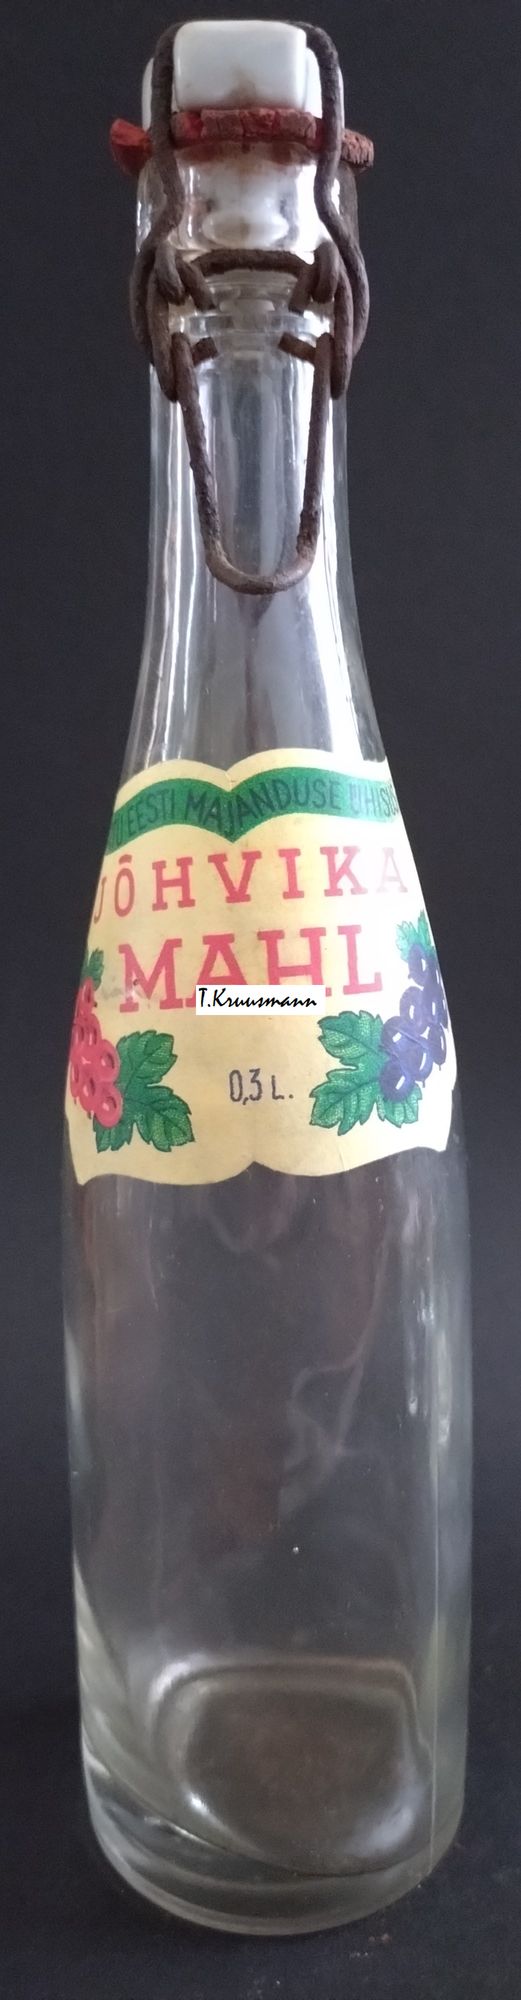 EESTI MAJANDUSE
JÕHVIKA
MAHL
T.Kruusmann
0,3 L.